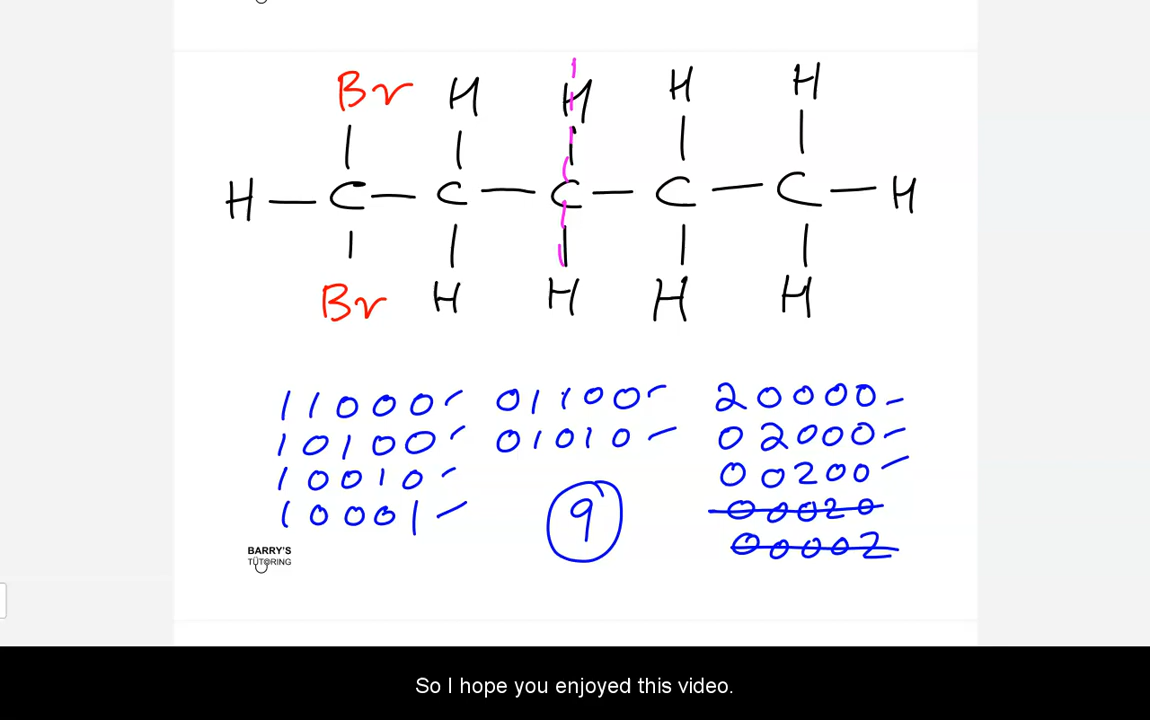 Br H H H H
H — C — C — C — C — C — H
Br H H H H
11000 01100 20000
10100 01010 02000
10010 00200
10001 9 00020
00002
BARRY'S
TÜTORING
So I hope you enjoyed this video.